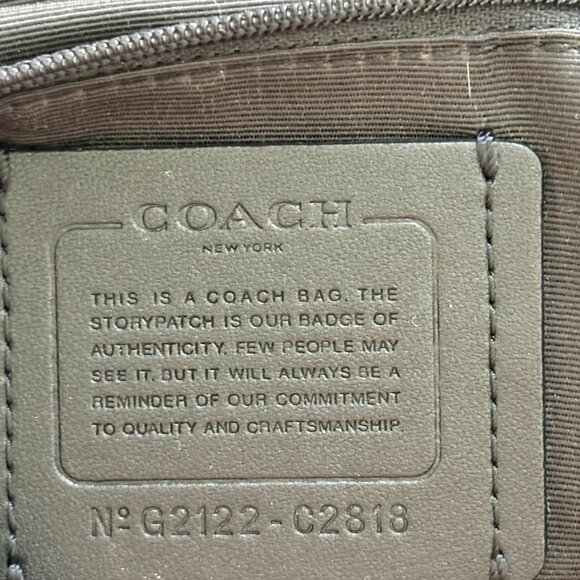 COACH
NEW YORK
THIS IS A COACH BAG. THE
STORYPATCH IS OUR BADGE OF
AUTHENTICITY. FEW PEOPLE MAY
SEE IT. BUT IT WILL ALWAYS BE A
REMINDER OF OUR COMMITMENT
TO QUALITY AND CRAFTSMANSHIP.
Nº G2122 - C2818